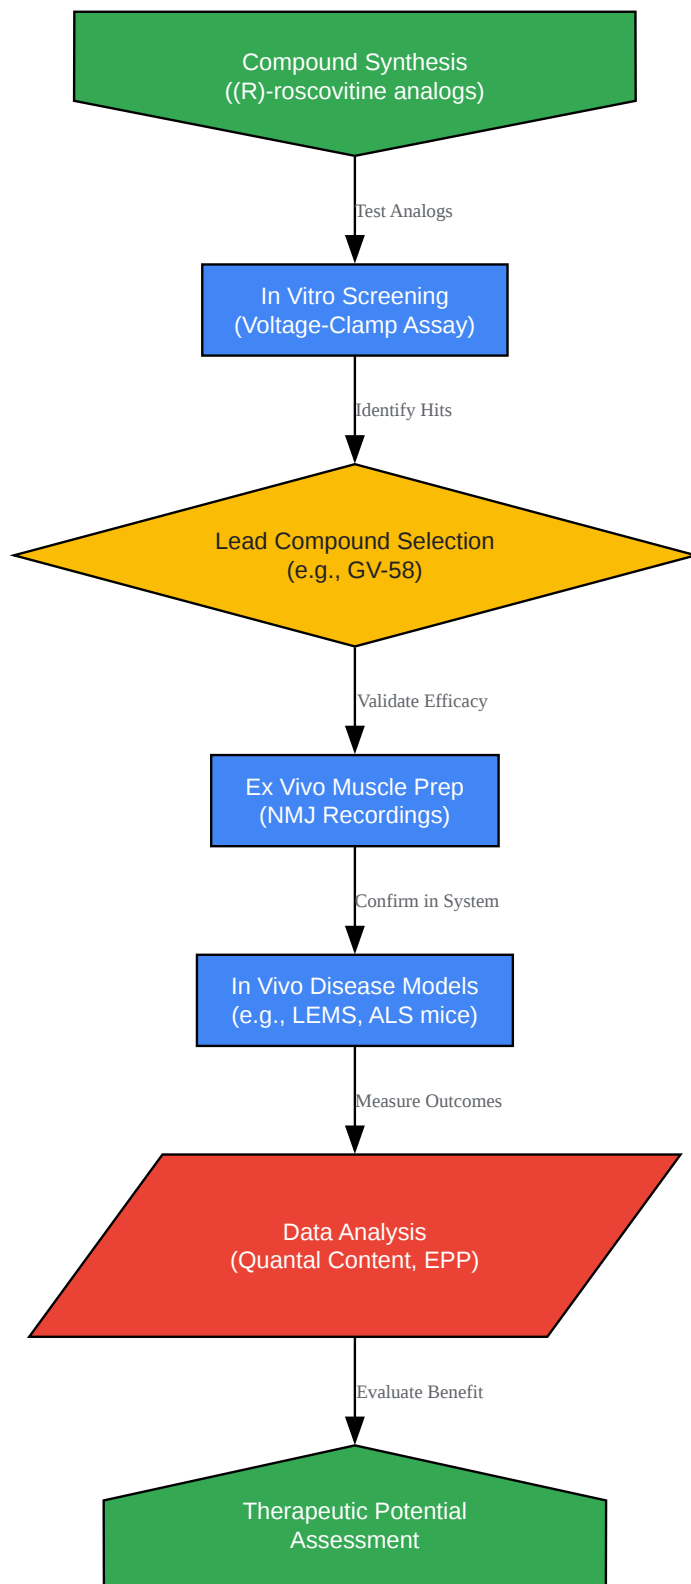 Compound Synthesis
((R)-roscovitine analogs)
Test Analogs
In Vitro Screening
(Voltage-Clamp Assay)
Identify Hits
Lead Compound Selection
(e.g., GV-58)
Validate Efficacy
Ex Vivo Muscle Prep
(NMJ Recordings)
Confirm in System
In Vivo Disease Models
(e.g., LEMS, ALS mice)
Measure Outcomes
Data Analysis
(Quantal Content, EPP)
Evaluate Benefit
Therapeutic Potential
Assessment